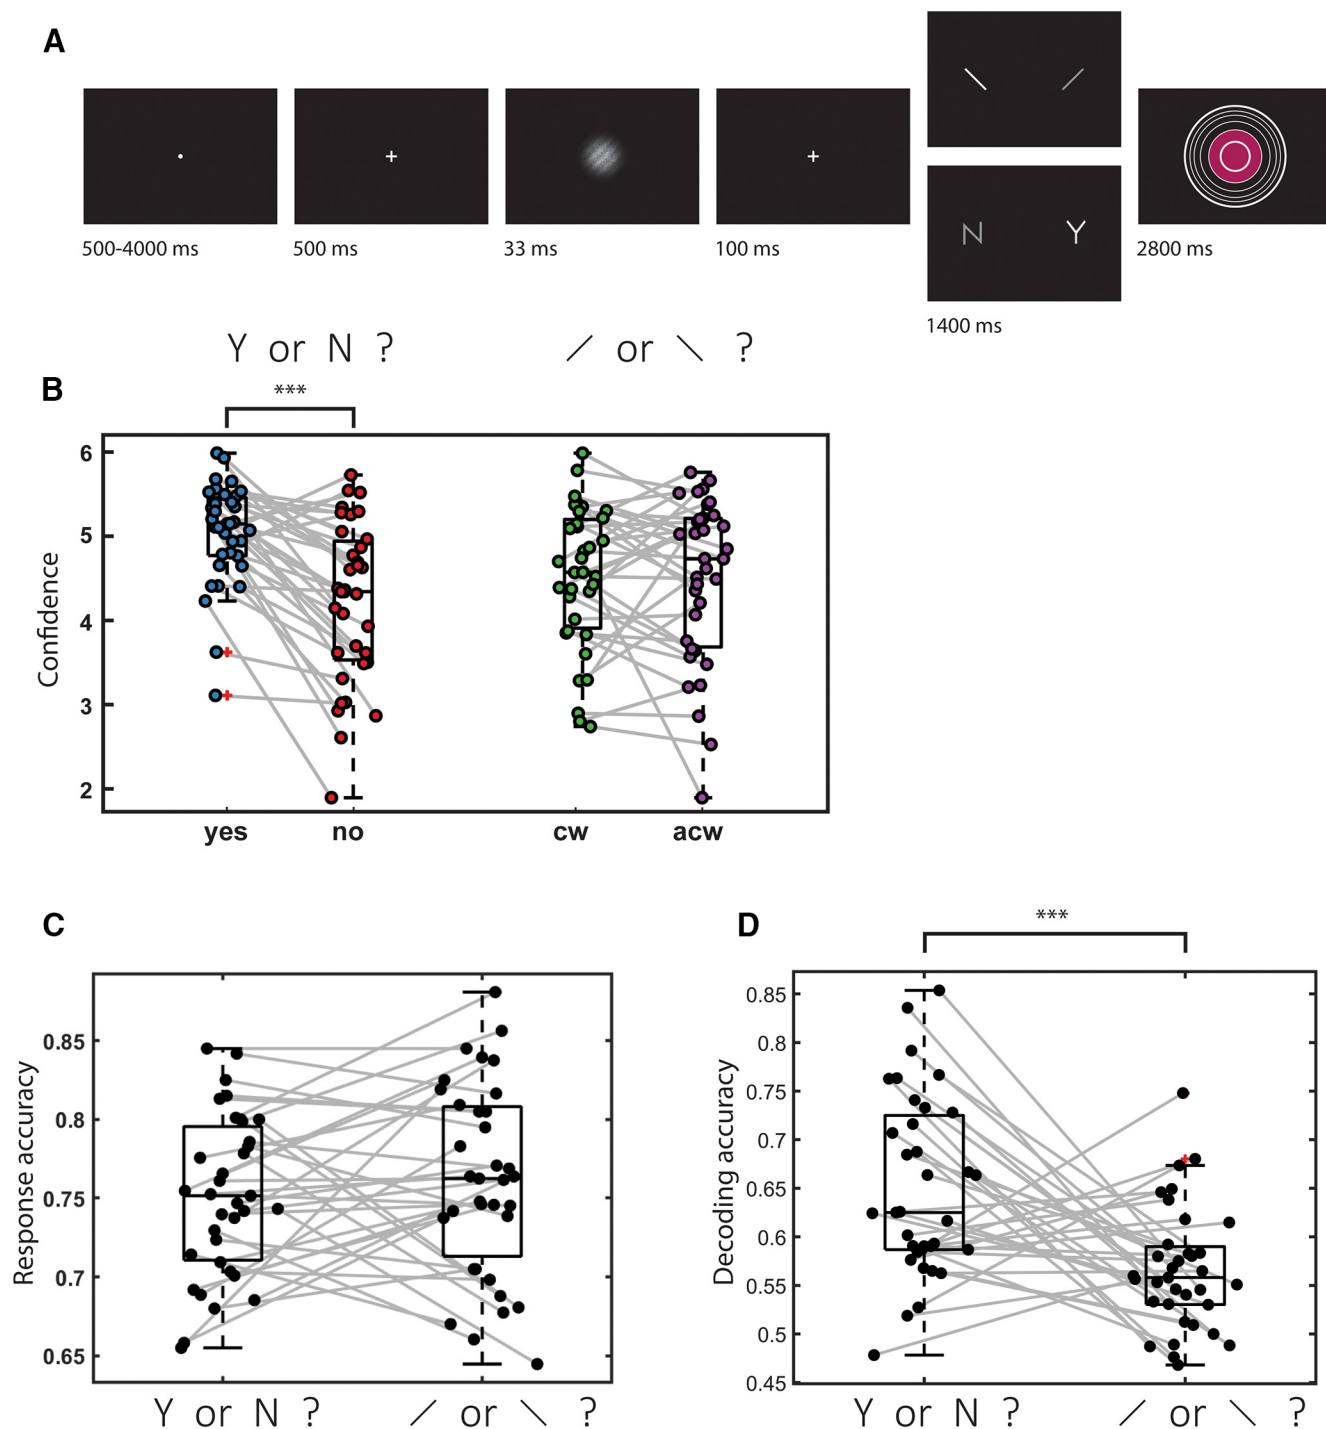 A
500-4000 ms
500 ms
33 ms
100 ms
N Y
1400 ms
2800 ms
Y or N ?
/ or \ ?
B
***
Confidence
6
5
4
3
2
yes
no
cw
acw
C
Response accuracy
0.85
0.8
0.75
0.7
0.65
Y or N ?
/ or \ ?
D
***
Decoding accuracy
0.85
0.8
0.75
0.7
0.65
0.6
0.55
0.5
0.45
Y or N ?
/ or \ ?